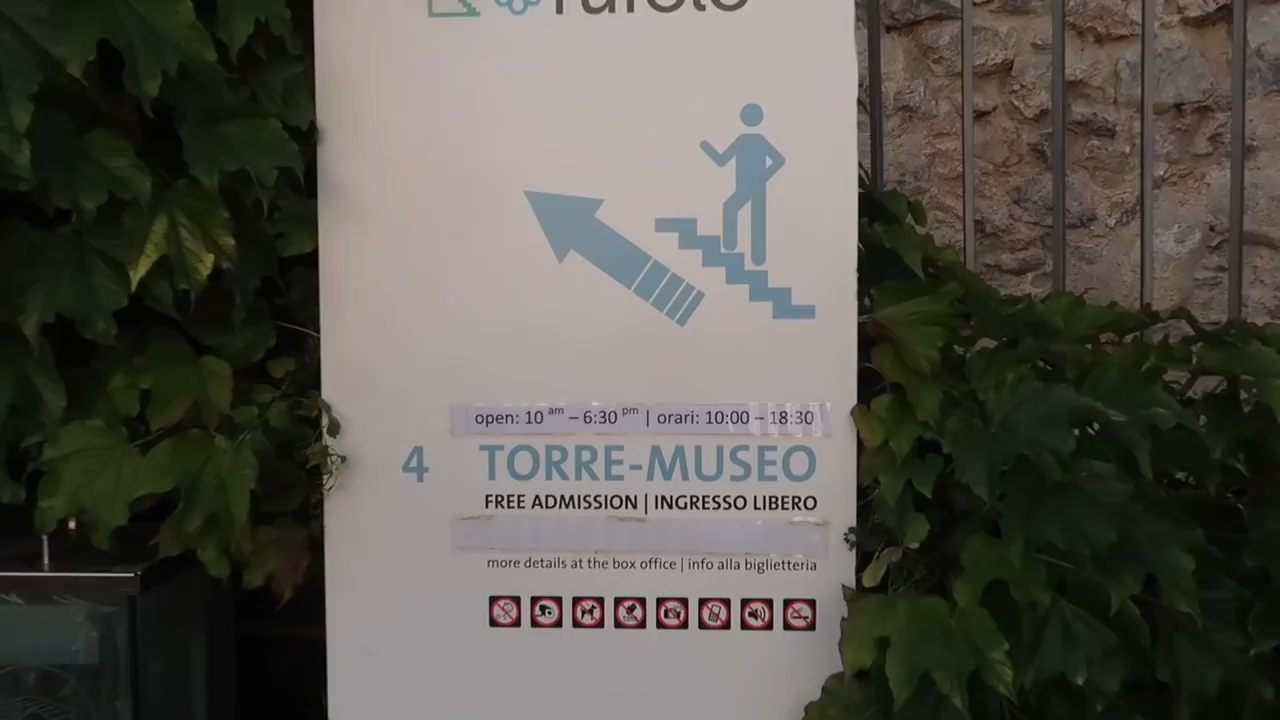 rufolo
open: 10 am – 6:30 pm | orari: 10:00 – 18:30
4 TORRE-MUSEO
FREE ADMISSION | INGRESSO LIBERO
more details at the box office | info alla biglietteria